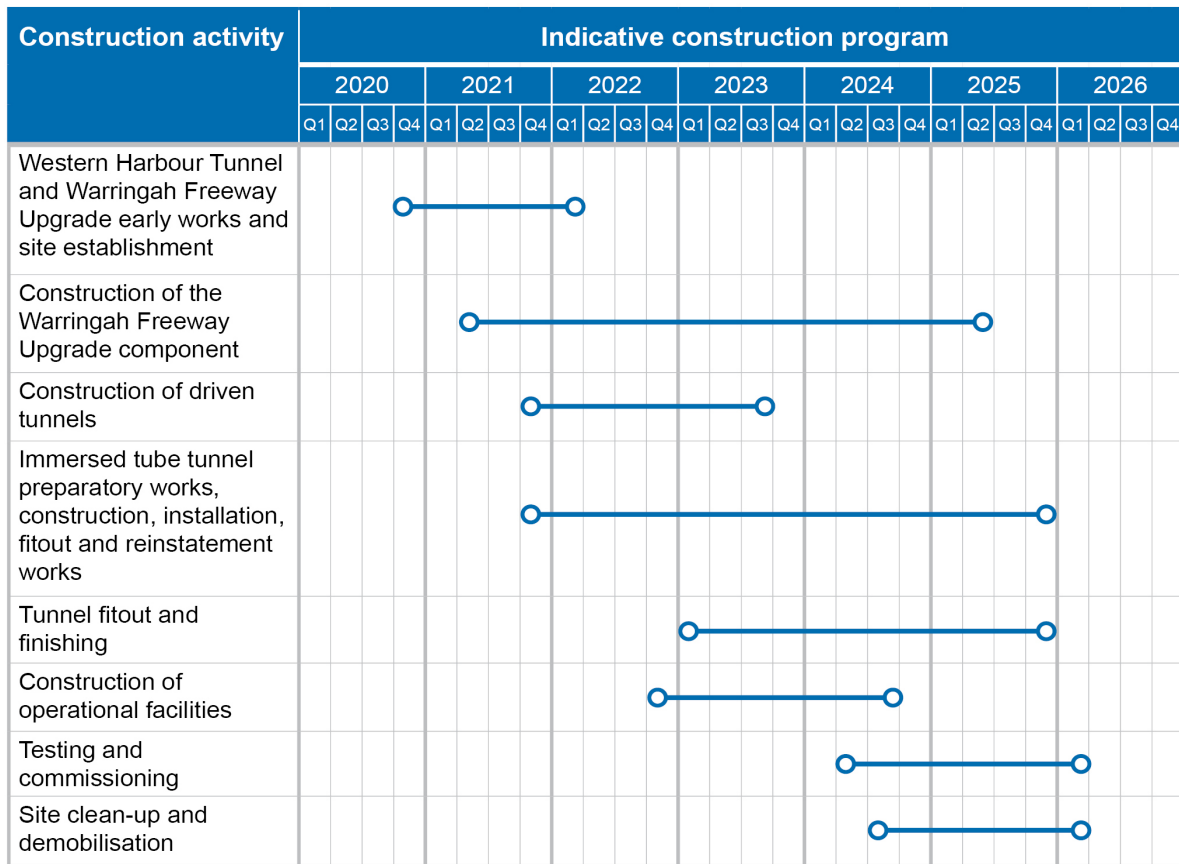 Construction activity
Indicative construction program
2020 2021 2022 2023 2024 2025 2026
Q1 Q2 Q3 Q4 Q1 Q2 Q3 Q4 Q1 Q2 Q3 Q4 Q1 Q2 Q3 Q4 Q1 Q2 Q3 Q4 Q1 Q2 Q3 Q4 Q1 Q2 Q3 Q4
Western Harbour Tunnel
and Warringah Freeway
Upgrade early works and
site establishment
Construction of the
Warringah Freeway
Upgrade component
Construction of driven
tunnels
Immersed tube tunnel
preparatory works,
construction, installation,
fitout and reinstatement
works
Tunnel fitout and
finishing
Construction of
operational facilities
Testing and
commissioning
Site clean-up and
demobilisation